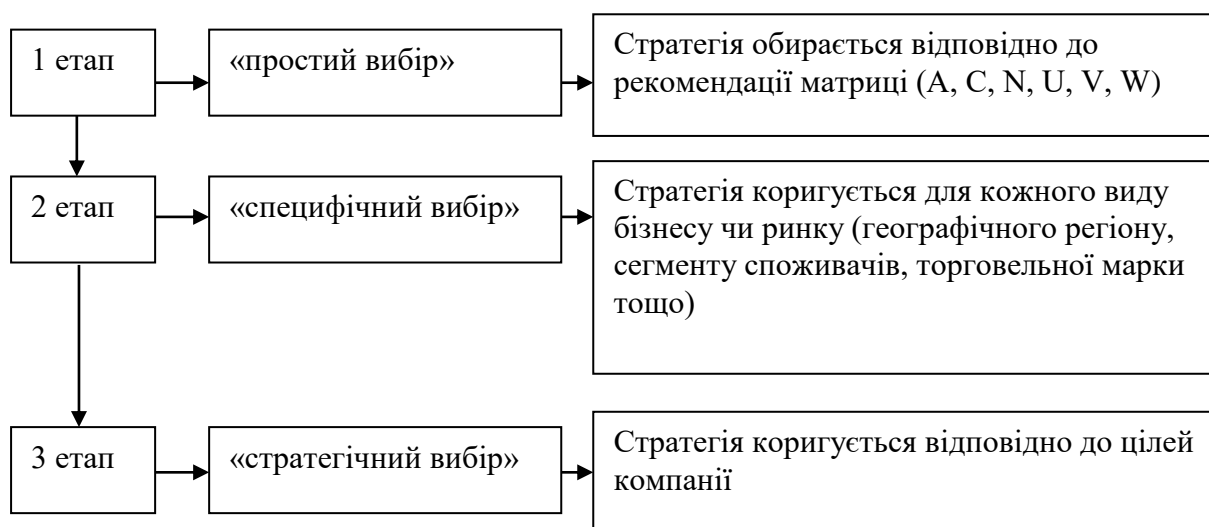 1 етап
«простий вибір»
Стратегія обирається відповідно до
рекомендації матриці (A, C, N, U, V, W)
2 етап
«специфічний вибір»
Стратегія коригується для кожного виду
бізнесу чи ринку (географічного регіону,
сегменту споживачів, торговельної марки
тощо)
3 етап
«стратегічний вибір»
Стратегія коригується відповідно до цілей
компанії